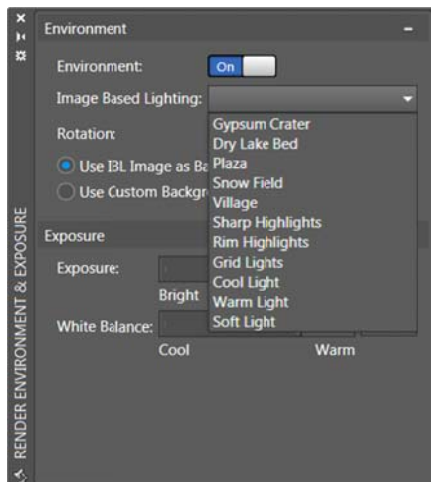 Environment
Environment:
On
Image Based Lighting:
Rotation:
Use IBL Image as Ba
Use Custom Backgr
Gypsum Crater
Dry Lake Bed
Plaza
Snow Field
Village
Sharp Highlights
Rim Highlights
Grid Lights
Cool Light
Warm Light
Soft Light
Exposure
Exposure:
Bright
White Balance:
Cool
Warm
RENDER ENVIRONMENT & EXPOSURE